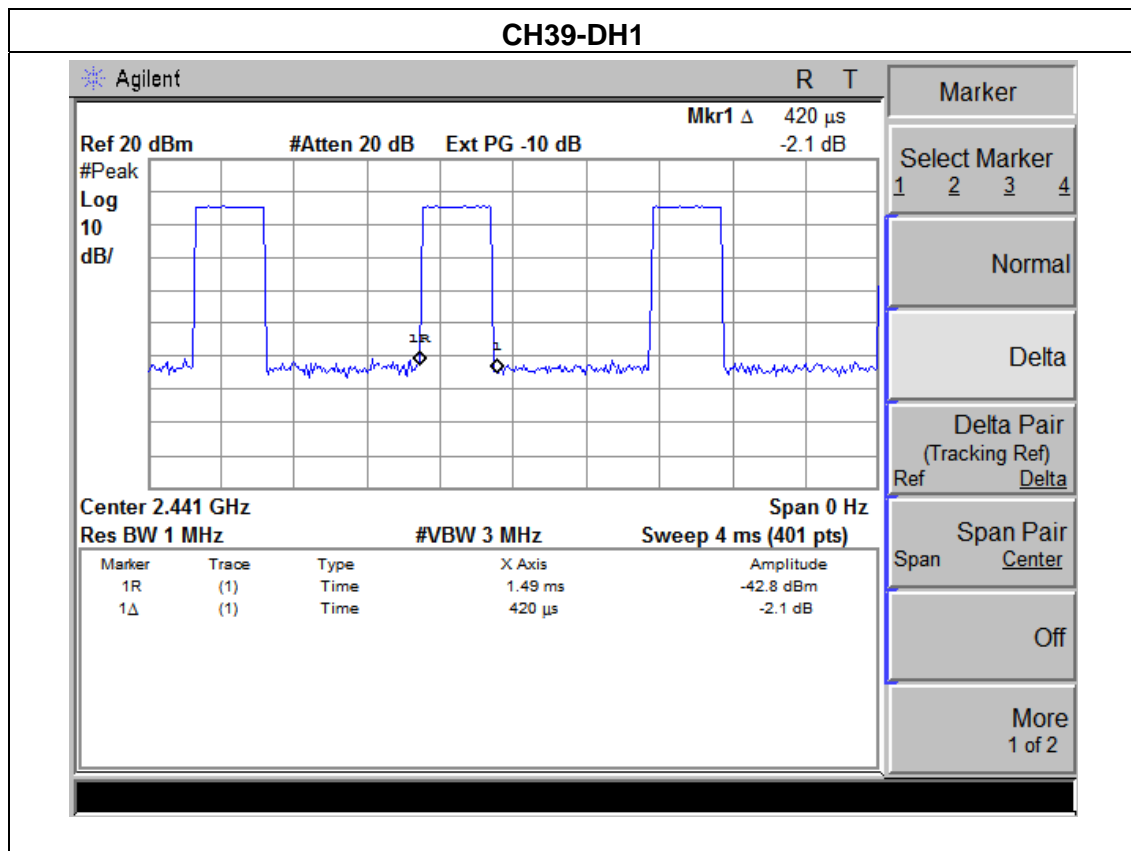 CH39-DH1
Agilent R T
Mkr1 Δ 420 μs
Ref 20 dBm #Atten 20 dB Ext PG -10 dB -2.1 dB
#Peak
Log
10
dB/
1R
1
Center 2.441 GHz Span 0 Hz
Res BW 1 MHz #VBW 3 MHz Sweep 4 ms (401 pts)
Marker Trace Type X Axis Amplitude
1R (1) Time 1.49 ms -42.8 dBm
1Δ (1) Time 420 μs -2.1 dB
Marker
Select Marker
1 2 3 4
Normal
Delta
Delta Pair
(Tracking Ref)
Ref Delta
Span Pair
Span Center
Off
More
1 of 2